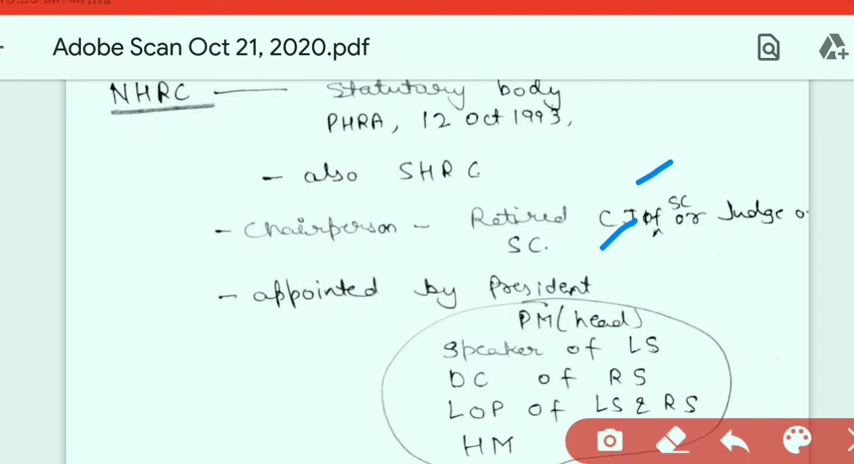 Adobe Scan Oct 21, 2020.pdf
NHRC — Statutary body
PHRA, 12 Oct 1993,
- also SHRC
- Chairperson - Retired CJ of SC or Judge o
SC.
- appointed by President
PM (head)
Speaker of LS
DC of RS
LOP of LS & RS
HM